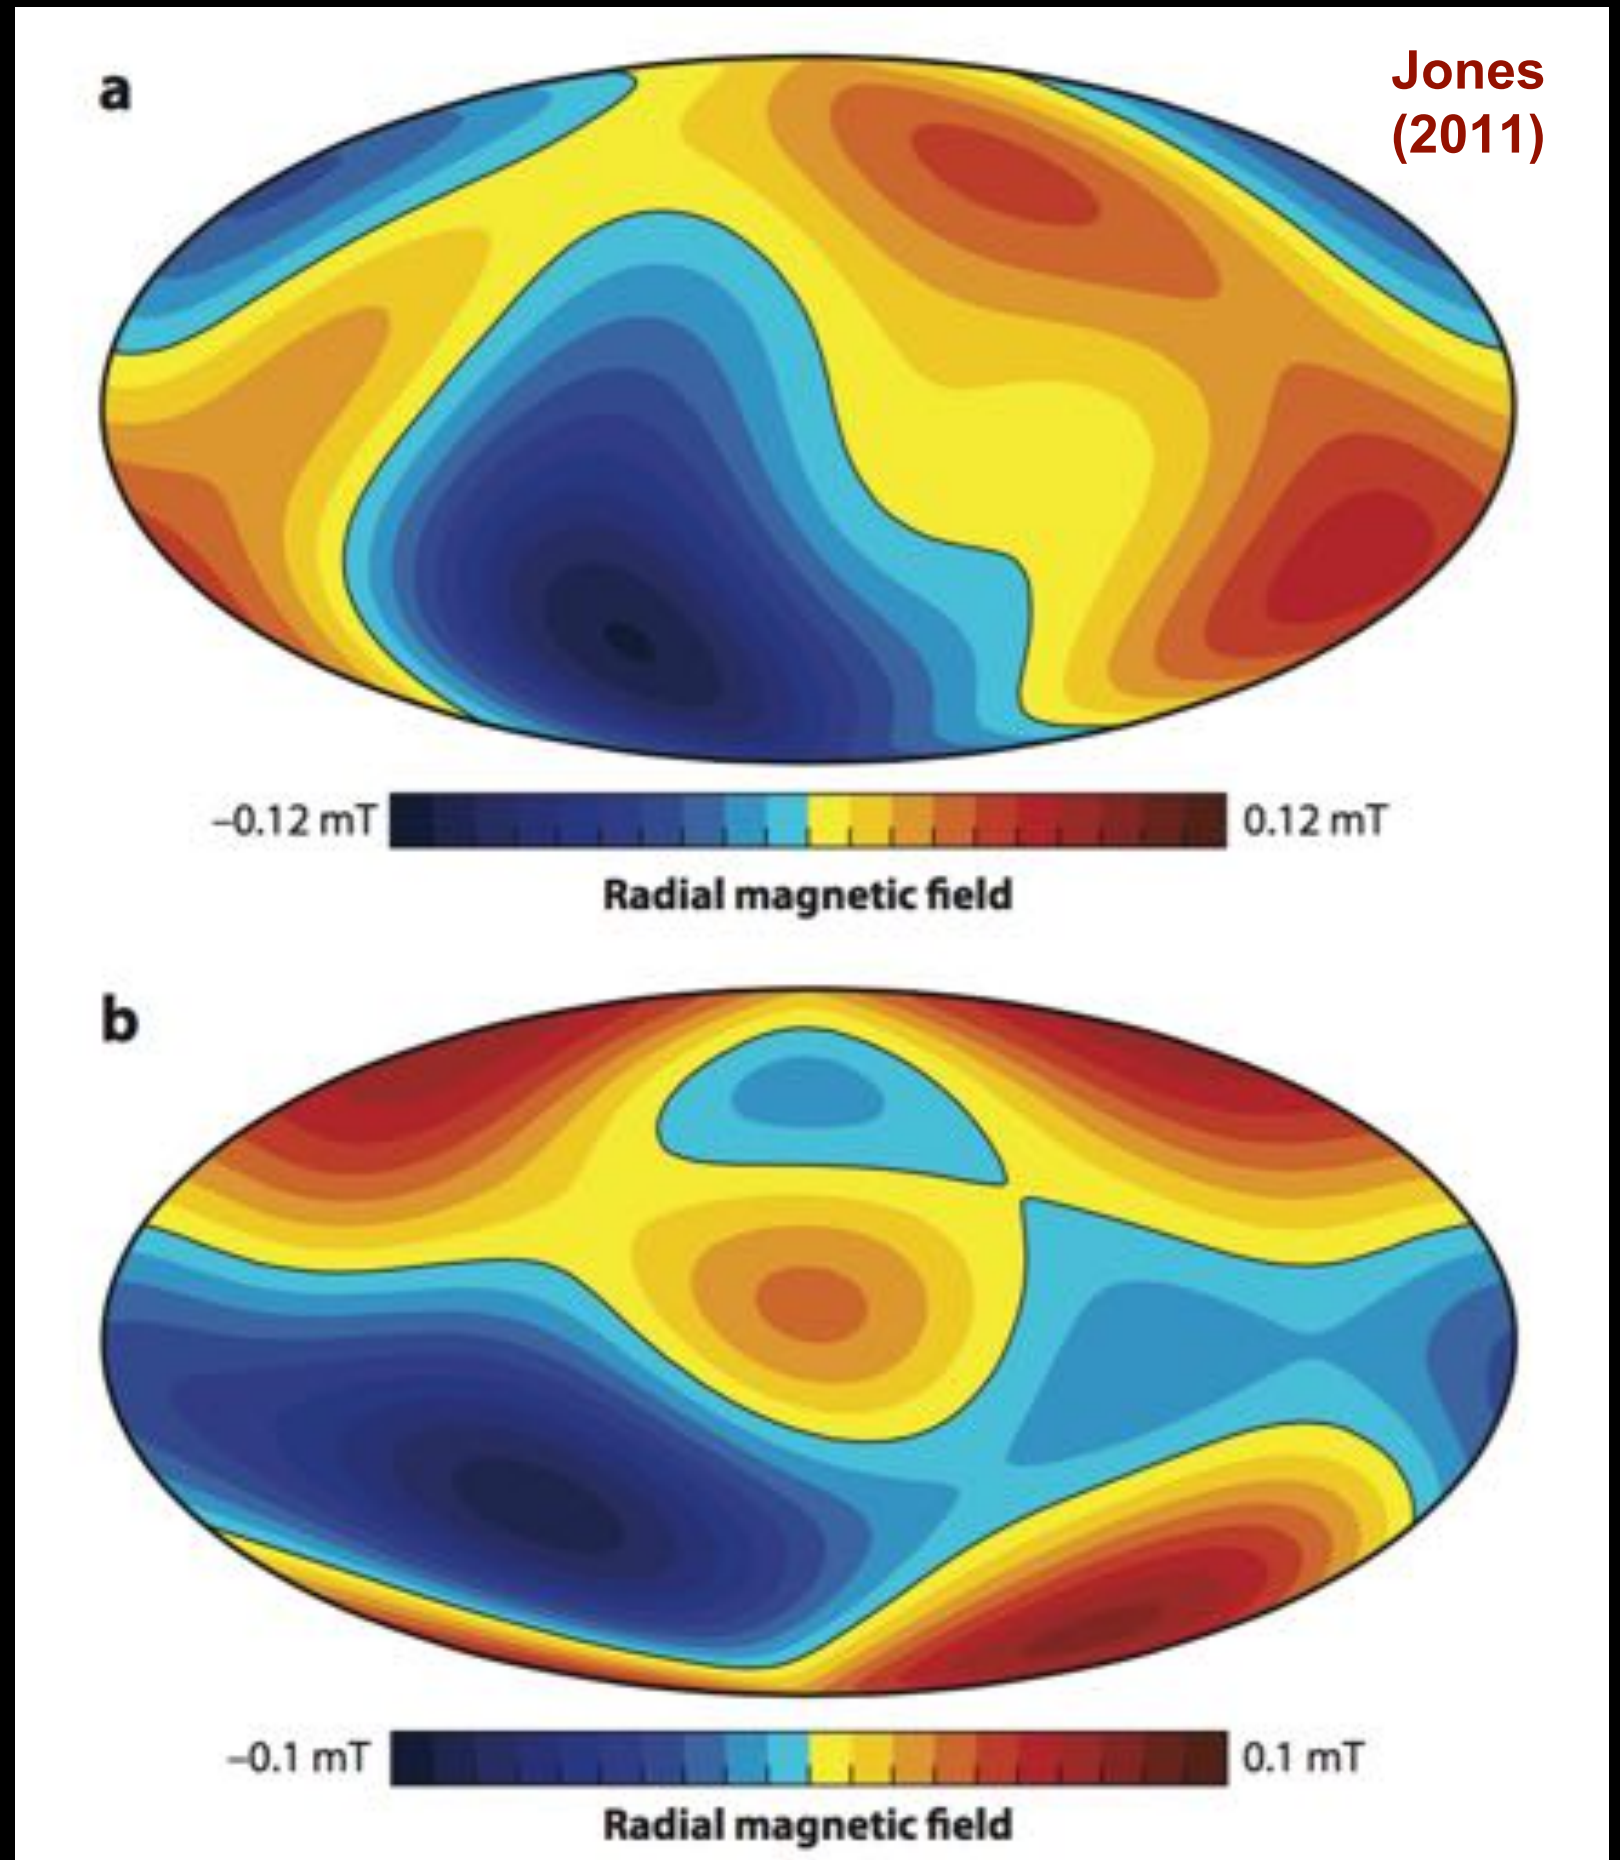 a
Jones
(2011)
–0.12 mT
0.12 mT
Radial magnetic field
b
–0.1 mT
0.1 mT
Radial magnetic field